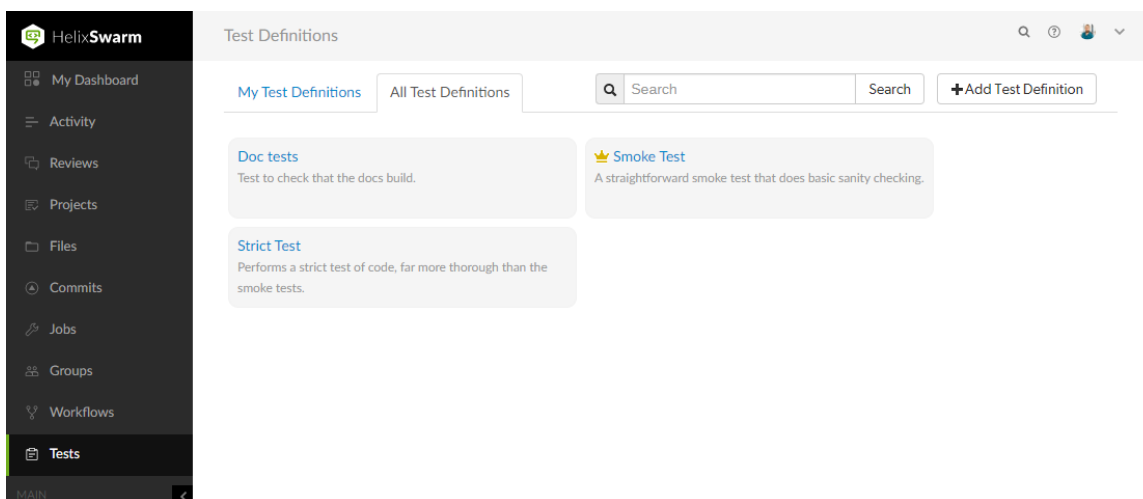 HelixSwarm
Test Definitions
My Dashboard
Activity
Reviews
Projects
Files
Commits
Jobs
Groups
Workflows
Tests
MAIN
My Test Definitions
All Test Definitions
Search
Search
+Add Test Definition
Doc tests
Test to check that the docs build.
Smoke Test
A straightforward smoke test that does basic sanity checking.
Strict Test
Performs a strict test of code, far more thorough than the
smoke tests.